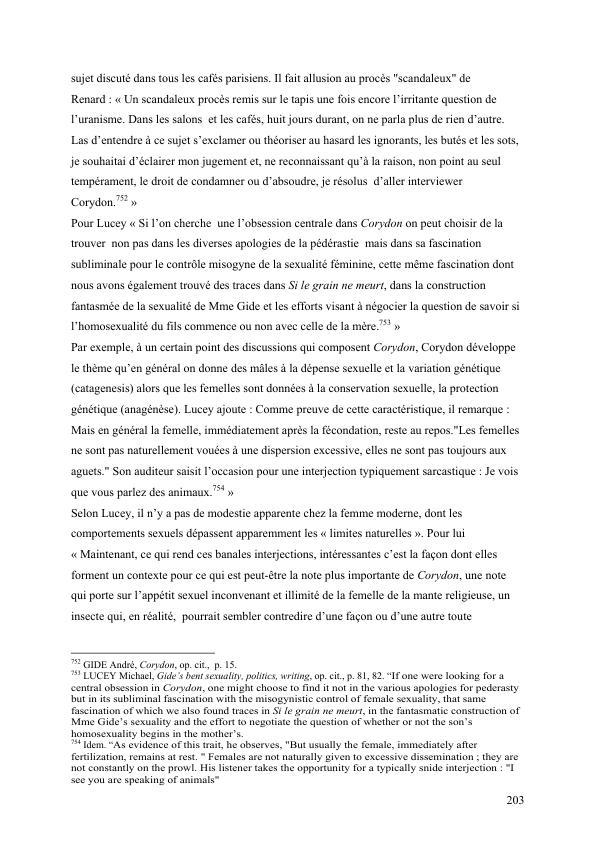 sujet discuté dans tous les cafés parisiens. Il fait allusion au procès "scandaleux" de
Renard : « Un scandaleux procès remis sur le tapis une fois encore l’irritante question de
l’uranisme. Dans les salons  et les cafés, huit jours durant, on ne parla plus de rien d’autre.
Las d’entendre à ce sujet s’exclamer ou théoriser au hasard les ignorants, les butés et les sots,
je souhaitai d’éclairer mon jugement et, ne reconnaissant qu’à la raison, non point au seul
tempérament, le droit de condamner ou d’absoudre, je résolus  d’aller interviewer
Corydon.752 »
Pour Lucey « Si l’on cherche  une l’obsession centrale dans Corydon on peut choisir de la
trouver  non pas dans les diverses apologies de la pédérastie  mais dans sa fascination
subliminale pour le contrôle misogyne de la sexualité féminine, cette même fascination dont
nous avons également trouvé des traces dans Si le grain ne meurt, dans la construction
fantasmée de la sexualité de Mme Gide et les efforts visant à négocier la question de savoir si
l’homosexualité du fils commence ou non avec celle de la mère.753 »
Par exemple, à un certain point des discussions qui composent Corydon, Corydon développe
le thème qu’en général on donne des mâles à la dépense sexuelle et la variation génétique
(catagenesis) alors que les femelles sont données à la conservation sexuelle, la protection
génétique (anagénèse). Lucey ajoute : Comme preuve de cette caractéristique, il remarque :
Mais en général la femelle, immédiatement après la fécondation, reste au repos."Les femelles
ne sont pas naturellement vouées à une dispersion excessive, elles ne sont pas toujours aux
aguets." Son auditeur saisit l’occasion pour une interjection typiquement sarcastique : Je vois
que vous parlez des animaux.754 »
Selon Lucey, il n’y a pas de modestie apparente chez la femme moderne, dont les
comportements sexuels dépassent apparemment les « limites naturelles ». Pour lui
« Maintenant, ce qui rend ces banales interjections, intéressantes c’est la façon dont elles
forment un contexte pour ce qui est peut-être la note plus importante de Corydon, une note
qui porte sur l’appétit sexuel inconvenant et illimité de la femelle de la mante religieuse, un
insecte qui, en réalité,  pourrait sembler contredire d’une façon ou d’une autre toute
752 GIDE André, Corydon, op. cit.,  p. 15.
753 LUCEY Michael, Gide’s bent sexuality, politics, writing, op. cit., p. 81, 82. “If one were looking for a
central obsession in Corydon, one might choose to find it not in the various apologies for pederasty
but in its subliminal fascination with the misogynistic control of female sexuality, that same
fascination of which we also found traces in Si le grain ne meurt, in the fantasmatic construction of
Mme Gide’s sexuality and the effort to negotiate the question of whether or not the son’s
homosexuality begins in the mother’s.
754 Idem. “As evidence of this trait, he observes, "But usually the female, immediately after
fertilization, remains at rest. " Females are not naturally given to excessive dissemination ; they are
not constantly on the prowl. His listener takes the opportunity for a typically snide interjection : "I
see you are speaking of animals"
203